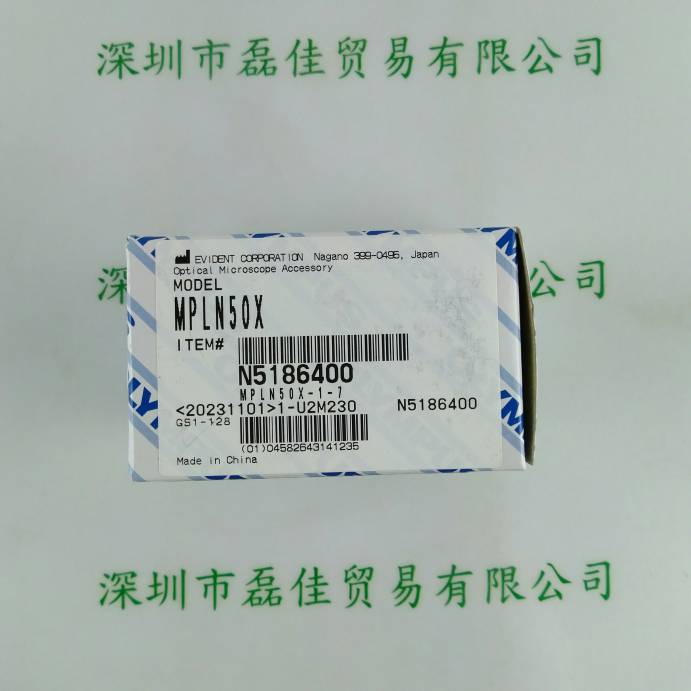 深圳市磊佳贸易有限公司
EVIDENT CORPORATION Nagano 399-0495, Japan
Optical Microscope Accessory
MODEL
MPLN50X
ITEM#
N5186400
MPLN50X-1-7
<20231101>1-U2M230 N5186400
GS1-128
(01)04582643141235
Made in China
深圳市磊佳贸易有限公司